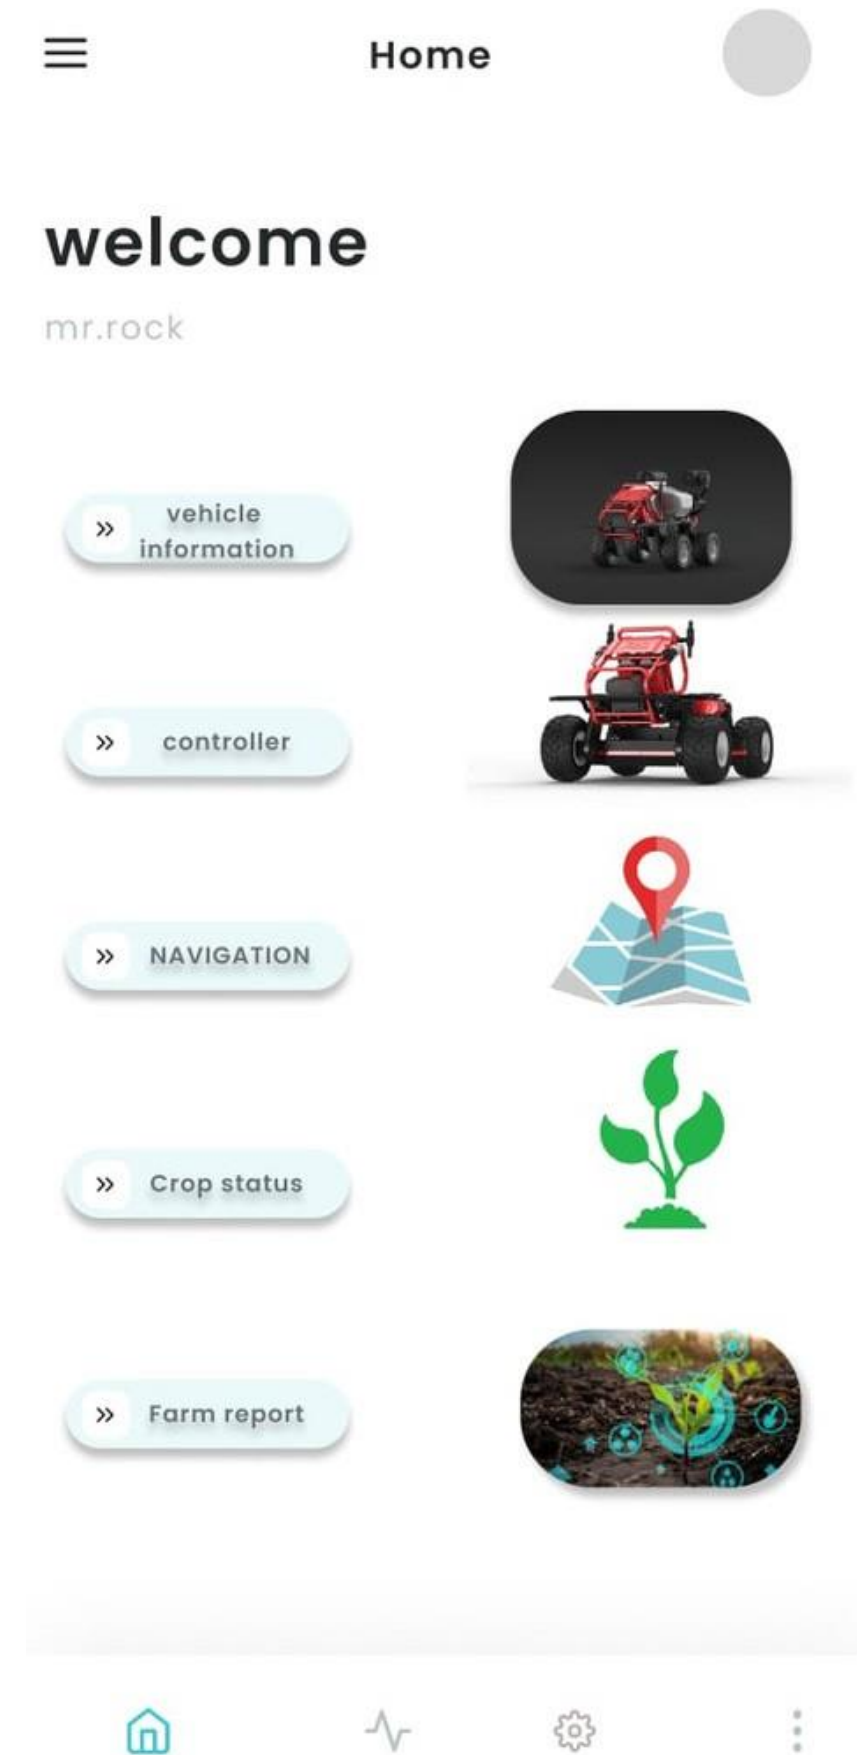 Home
welcome
mr.rock
vehicle
information
controller
NAVIGATION
Crop status
Farm report